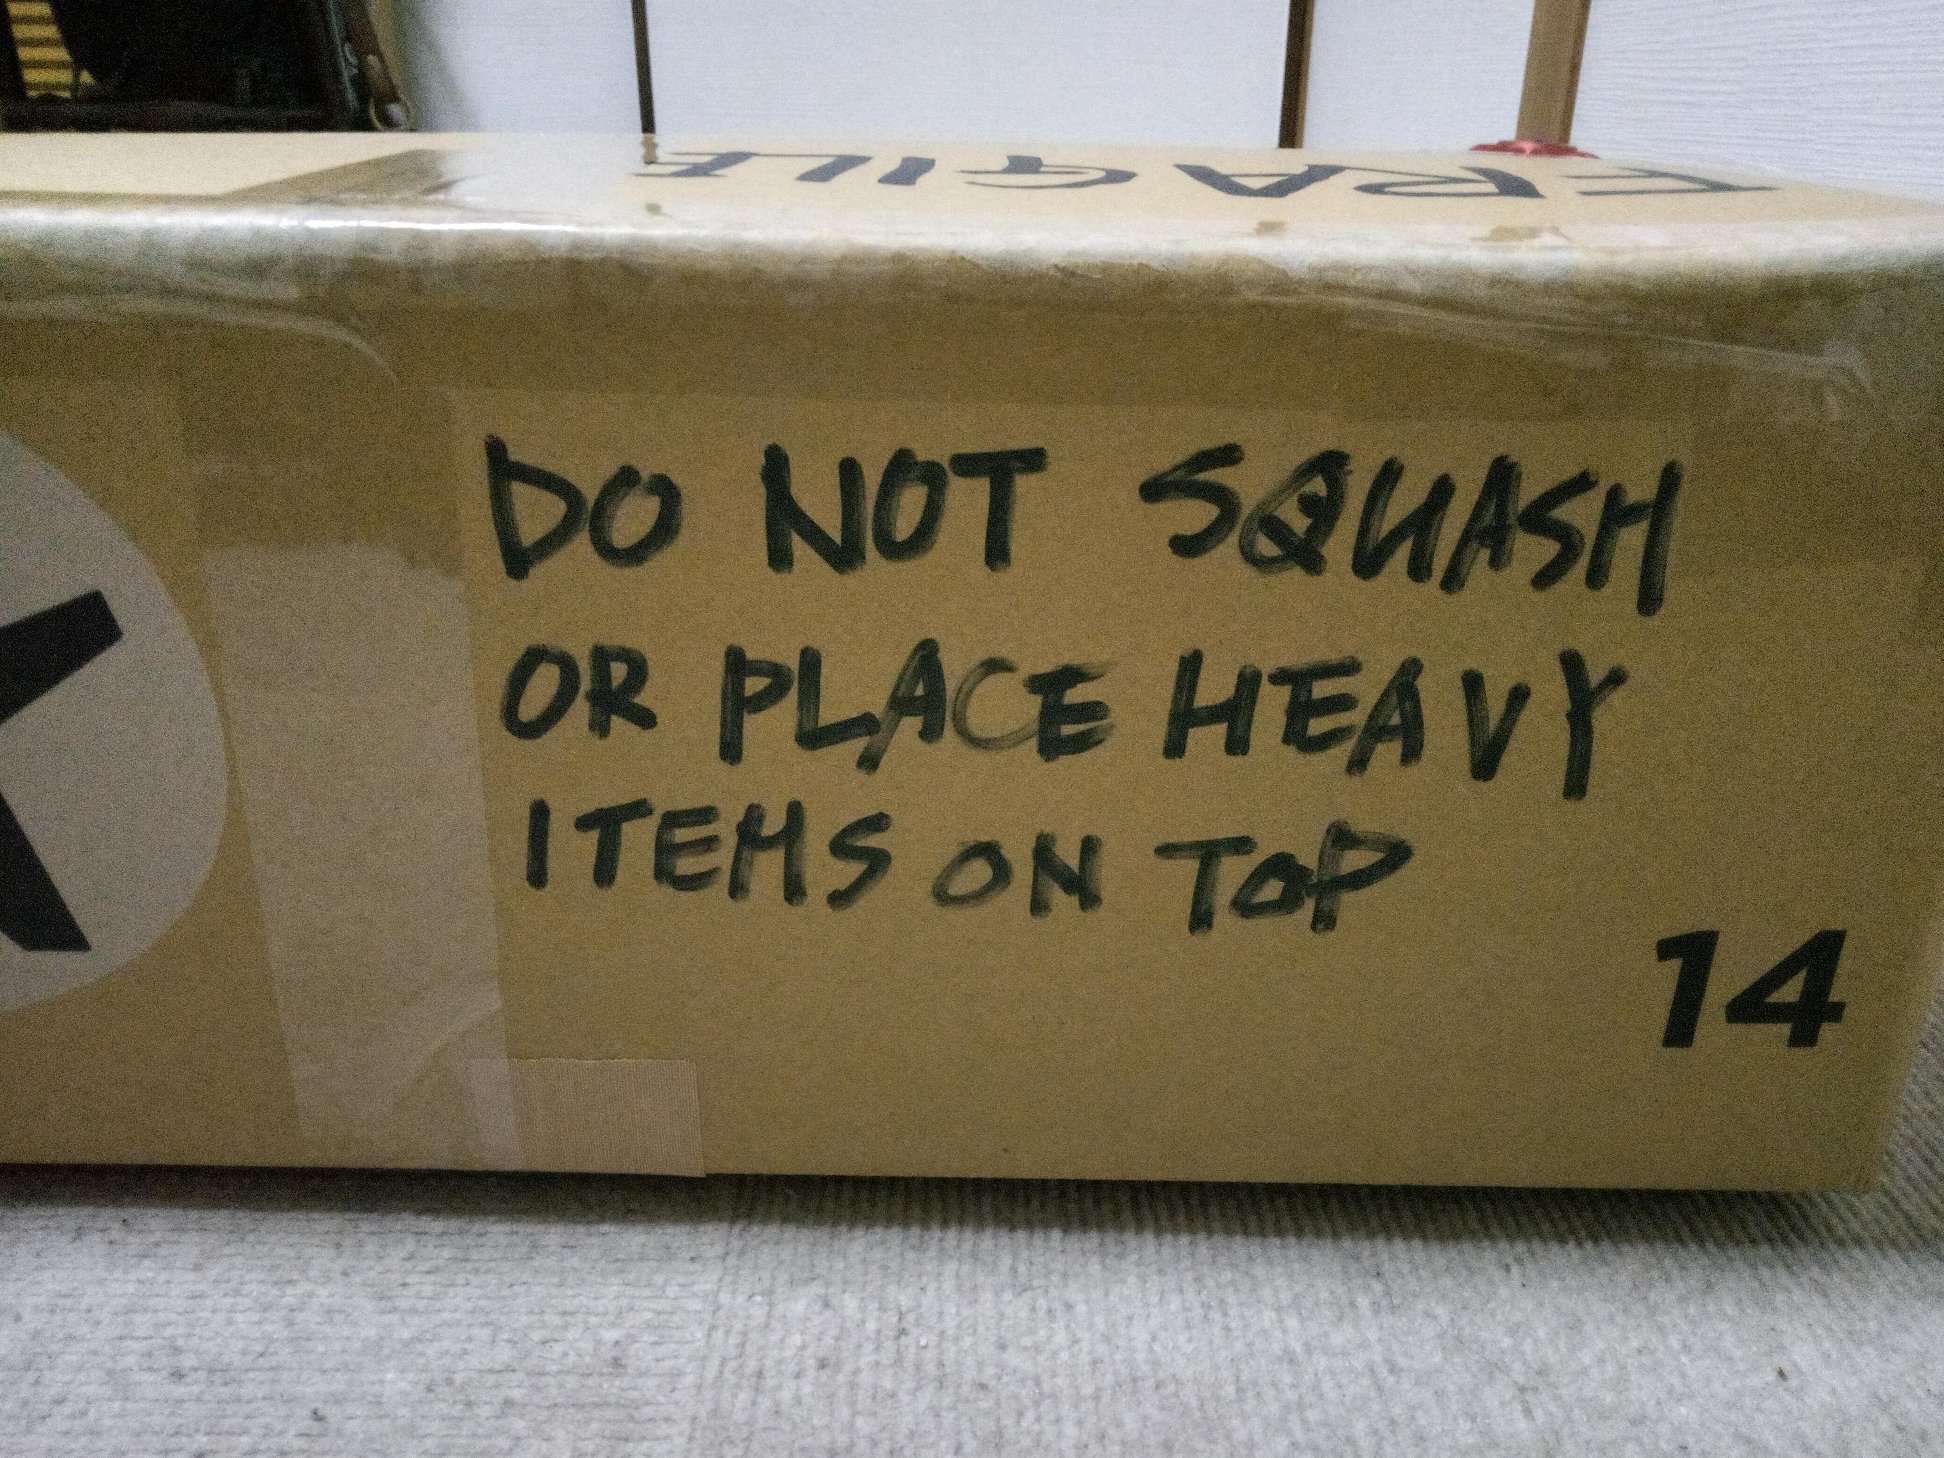 FRAGILE
DO NOT SQUASH
OR PLACE HEAVY
ITEMS ON TOP
14